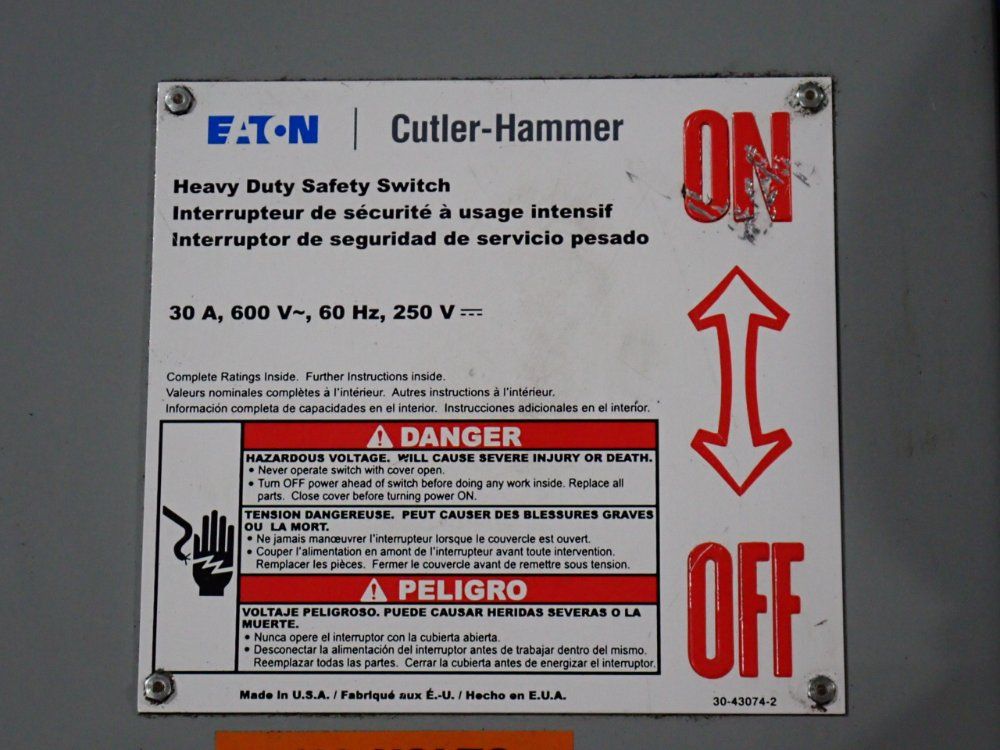 EATON | Cutler-Hammer
ON
Heavy Duty Safety Switch
Interrupteur de sécurité à usage intensif
Interruptor de seguridad de servicio pesado
30 A, 600 V~, 60 Hz, 250 V ⎓
Complete Ratings Inside. Further Instructions inside.
Valeurs nominales complètes à l'intérieur. Autres instructions à l'intérieur.
Información completa de capacidades en el interior. Instrucciones adicionales en el interior.
⚠ DANGER
HAZARDOUS VOLTAGE. WILL CAUSE SEVERE INJURY OR DEATH.
• Never operate switch with cover open.
• Turn OFF power ahead of switch before doing any work inside. Replace all
parts. Close cover before turning power ON.
TENSION DANGEREUSE. PEUT CAUSER DES BLESSURES GRAVES
OU LA MORT.
• Ne jamais manœuvrer l'interrupteur lorsque le couvercle est ouvert.
• Couper l'alimentation en amont de l'interrupteur avant toute intervention.
Remplacer les pièces. Fermer le couvercle avant de remettre sous tension.
⚠ PELIGRO
VOLTAJE PELIGROSO. PUEDE CAUSAR HERIDAS SEVERAS O LA
MUERTE.
• Nunca opere el interruptor con la cubierta abierta.
• Desconectar la alimentación del interruptor antes de trabajar dentro del mismo.
Reemplazar todas las partes. Cerrar la cubierta antes de energizar el interruptor.
OFF
Made in U.S.A. / Fabriqué aux É.-U. / Hecho en E.U.A.
30-43074-2